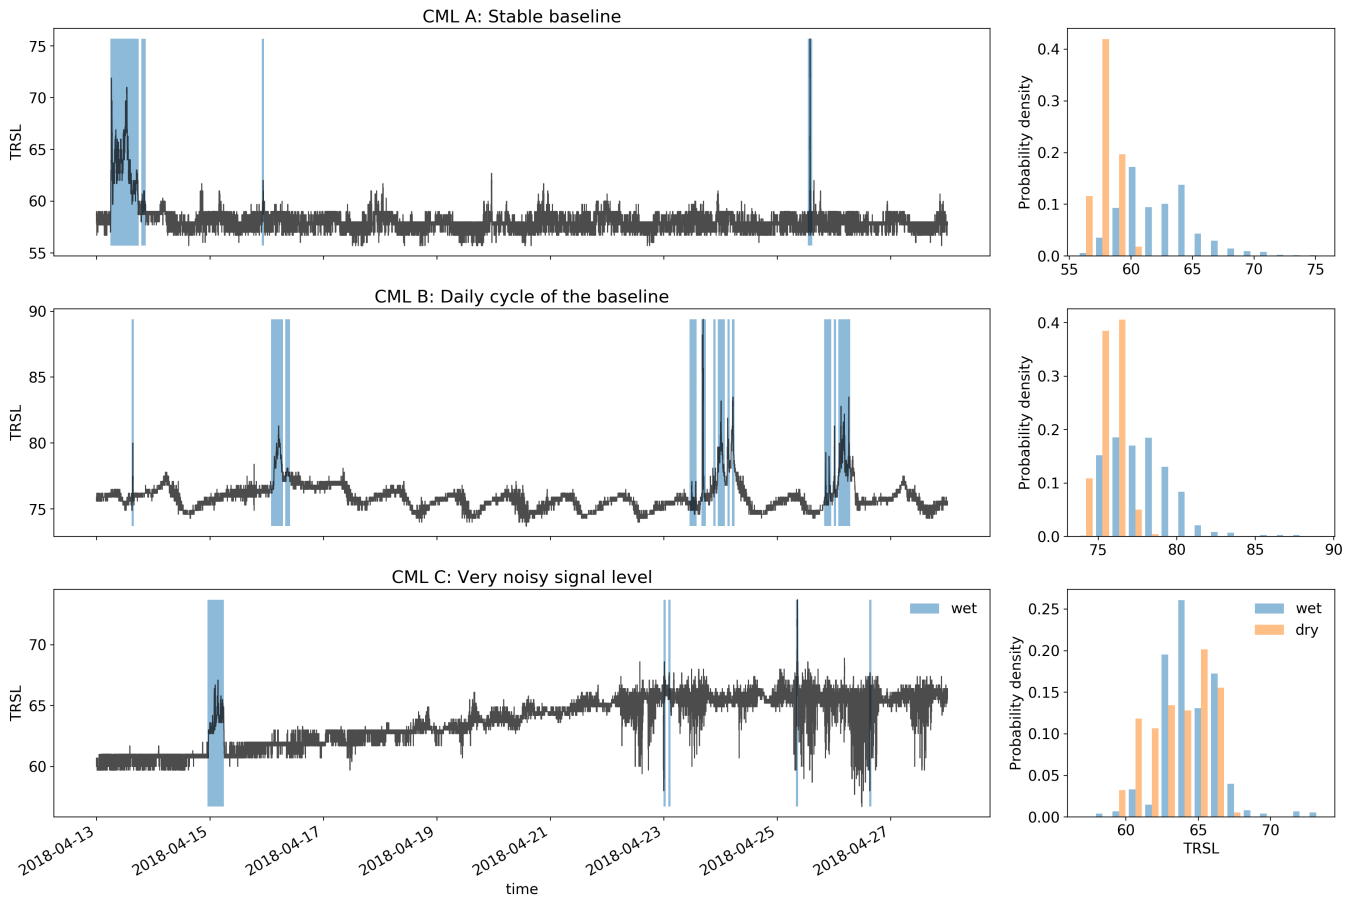 CML A: Stable baseline
TRSL
75
70
65
60
55
Probability density
0.4
0.3
0.2
0.1
0.0
55 60 65 70 75
CML B: Daily cycle of the baseline
TRSL
90
85
80
75
Probability density
0.4
0.3
0.2
0.1
0.0
75 80 85 90
CML C: Very noisy signal level
TRSL
70
65
60
wet
2018-04-13 2018-04-15 2018-04-17 2018-04-19 2018-04-21 2018-04-23 2018-04-25 2018-04-27
time
Probability density
0.25
0.20
0.15
0.10
0.05
0.00
wet
dry
60 65 70
TRSL